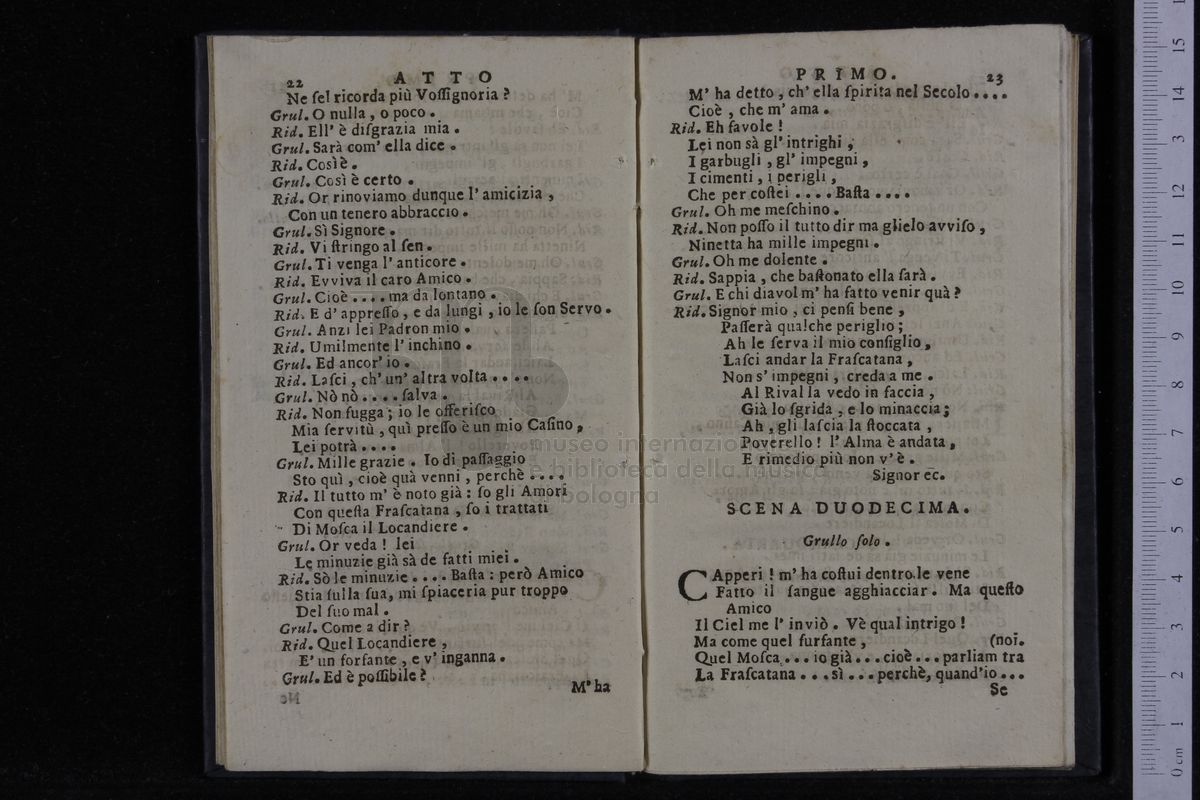 22 ATTO
Ne ſel ricorda più Voſſignoria ?
Grul. O nulla , o poco .
Rid. Ell' è diſgrazia mia .
Grul. Sarà com' ella dice .
Rid. Cosìè .
Grul. Così è certo .
Rid. Or rinoviamo dunque l' amicizia ,
Con un tenero abbraccio .
Grul. Sì Signore .
Rid. Vi ſtringo al ſen .
Grul. Ti venga l' anticore .
Rid. Evviva il caro Amico .
Grul. Cioè .... ma da lontano .
Rid. E d' appreſſo , e da lungi , io le ſon Servo .
Grul. Anzi lei Padron mio .
Rid. Umilmente l' inchino .
Grul. Ed ancor' io .
Rid. Laſci , ch' un' altra volta ....
Grul. Nò nò .... ſalva .
Rid. Non fugga ; io le offeriſco
Mia ſervitù , quì preſſo è un mio Caſino ,
Lei potrà ....
Grul. Mille grazie . Io di paſſaggio
Sto quì , cioè quà venni , perchè ....
Rid. Il tutto m' è noto già : ſo gli Amori
Con queſta Fraſcatana , ſo i trattati
Di Moſca il Locandiere .
Grul. Or veda ! lei
Le minuzie già sà de fatti miei .
Rid. Sò le minuzie .... Baſta : però Amico
Stia ſulla ſua, mi ſpiaceria pur troppo
Del ſuo mal .
Grul. Come a dir ?
Rid. Quel Locandiere ,
E' un forfante , e v' inganna .
Grul. Ed è poſſibile ?
M' ha
PRIMO. 23
M' ha detto , ch' ella ſpirita nel Secolo ....
Cioè , che m' ama .
Rid. Eh favole !
Lei non sà gl' intrighi ,
I garbugli , gl' impegni ,
I cimenti , i perigli ,
Che per coſtei .... Baſta ....
Grul. Oh me meſchino .
Rid. Non poſſo il tutto dir ma glielo avviſo ,
Ninetta ha mille impegni .
Grul. Oh me dolente .
Rid. Sappia , che baſtonato ella ſarà .
Grul. E chi diavol m' ha fatto venir quà ?
Rid. Signor mio , ci penſi bene ,
Paſſerà qualche periglio ;
Ah le ſerva il mio conſiglio ,
Laſci andar la Fraſcatana ,
Non s' impegni , creda a me .
Al Rival la vedo in faccia ,
Già lo ſgrida , e lo minaccia ;
Ah , gli laſcia la ſtoccata ,
Poverello ! l' Alma è andata ,
E rimedio più non v' è .
Signor ec.
SCENA DUODECIMA.
Grullo ſolo .
CApperi ! m' ha coſtui dentro le vene
Fatto il ſangue agghiacciar . Ma queſto
Amico
Il Ciel me l' inviò . Vè qual intrigo !
Ma come quel furfante , (noĩ.
Quel Moſca ... io già ... cioè ... parliam tra
La Fraſcatana ... sì ... perchè, quand'io ...
Se
museo internazionale
e biblioteca della musica
di bologna